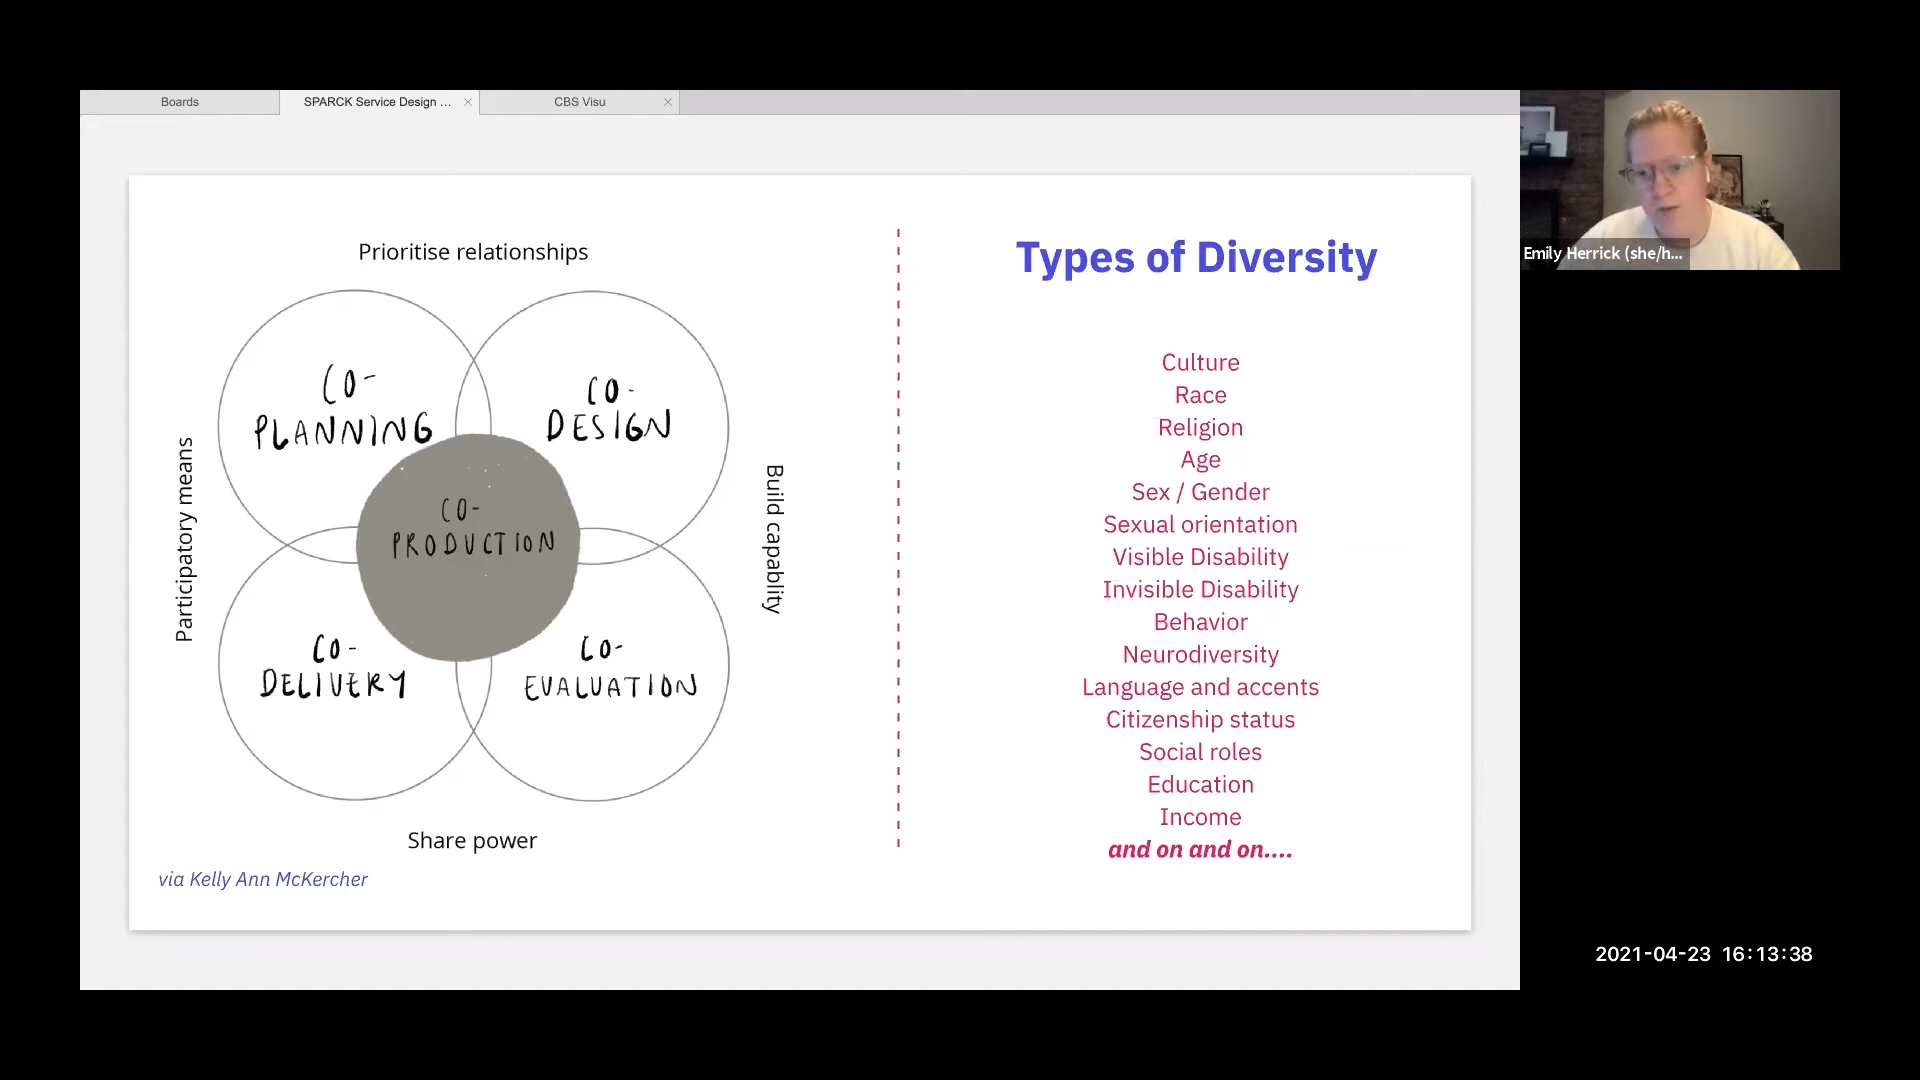 Boards
SPARCK Service Design ...
CBS Visu
Prioritise relationships
CO-
PLANNING
CO-
DESIGN
CO-
PRODUCTION
CO-
DELIVERY
CO-
EVALUATION
Participatory means
Build capablity
Share power
via Kelly Ann McKercher
Types of Diversity
Culture
Race
Religion
Age
Sex / Gender
Sexual orientation
Visible Disability
Invisible Disability
Behavior
Neurodiversity
Language and accents
Citizenship status
Social roles
Education
Income
and on and on....
Emily Herrick (she/h...
2021-04-23 16:13:38